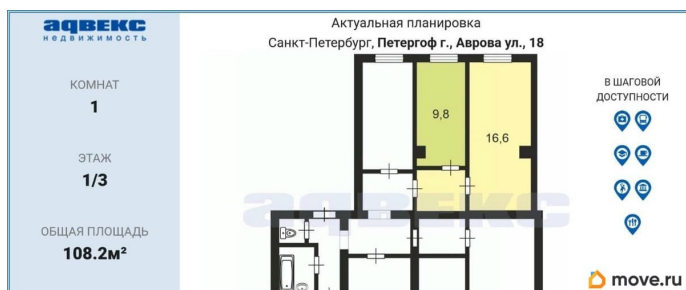 адвекс
недвижимость
КОМНАТ
1
ЭТАЖ
1/3
ОБЩАЯ ПЛОЩАДЬ
108.2м²
Актуальная планировка
Санкт-Петербург, Петергоф г., Аврова ул., 18
9,8
16,6
адвекс
В ШАГОВОЙ
ДОСТУПНОСТИ
move.ru